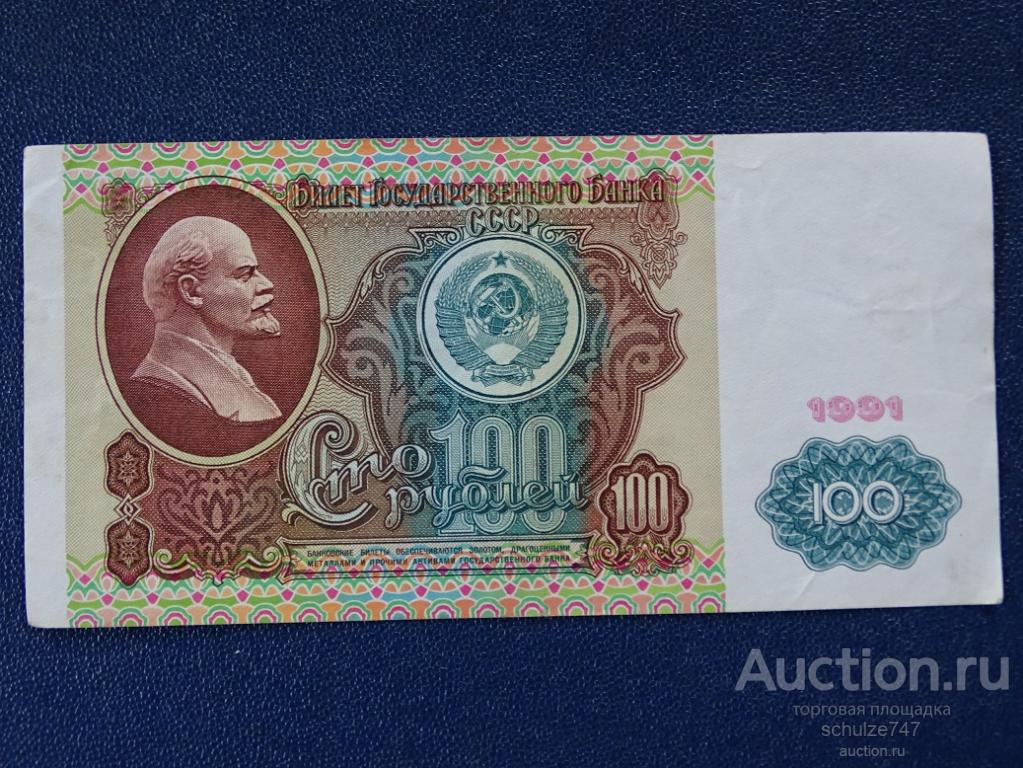 Билет Государственного Банка
СССР
1991
Сто
100
рублей
100
100
100
БАНКОВСКИЕ БИЛЕТЫ ОБЕСПЕЧИВАЮТСЯ ЗОЛОТОМ, ДРАГОЦЕННЫМИ
МЕТАЛЛАМИ И ПРОЧИМИ АКТИВАМИ ГОСУДАРСТВЕННОГО БАНКА
Auction.ru
торговая площадка
schulze747
auction.ru